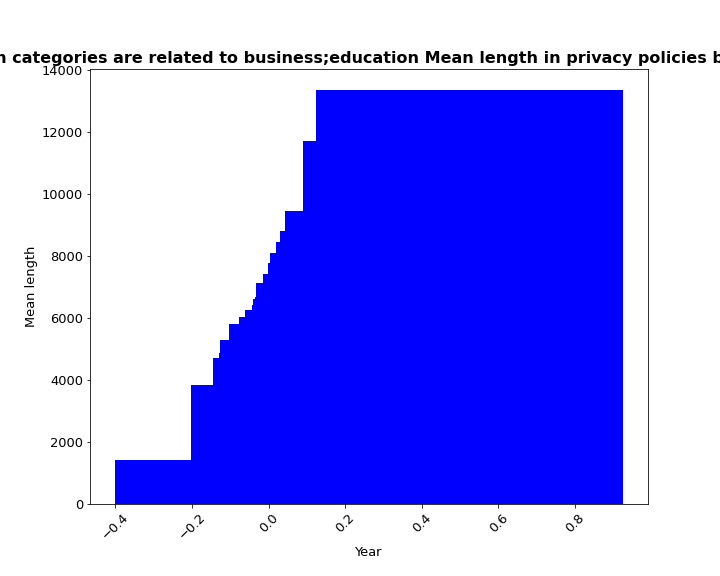 categories are related to business;education Mean length in privacy policies
14000
12000
10000
8000
6000
4000
2000
0
Mean length
−0.4 −0.2 0.0 0.2 0.4 0.6 0.8
Year